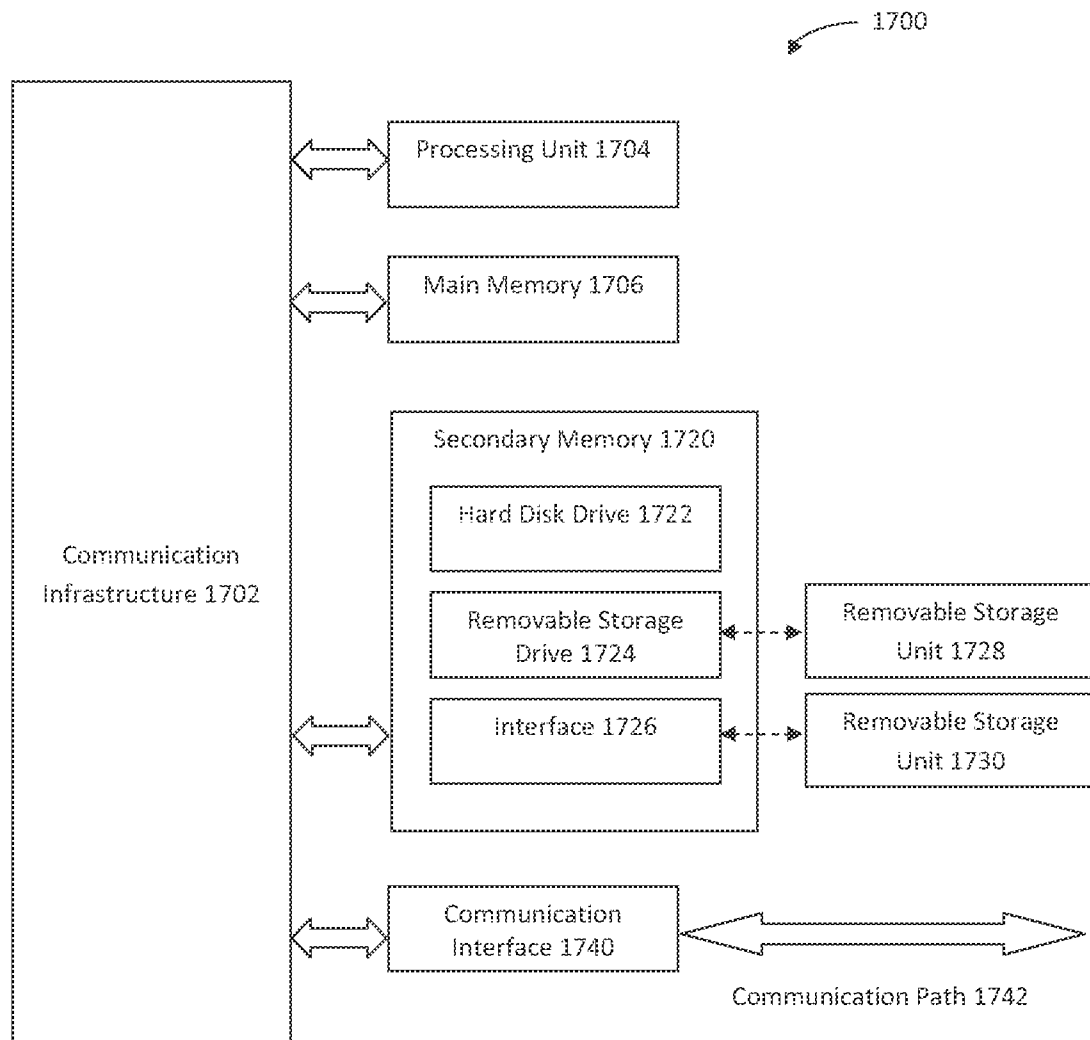 1700
Processing Unit 1704
Main Memory 1706
Secondary Memory 1720
Hard Disk Drive 1722
Communication
Infrastructure 1702
Removable Storage
Drive 1724
Removable Storage
Unit 1728
Interface 1726
Removable Storage
Unit 1730
Communication
Interface 1740
Communication Path 1742